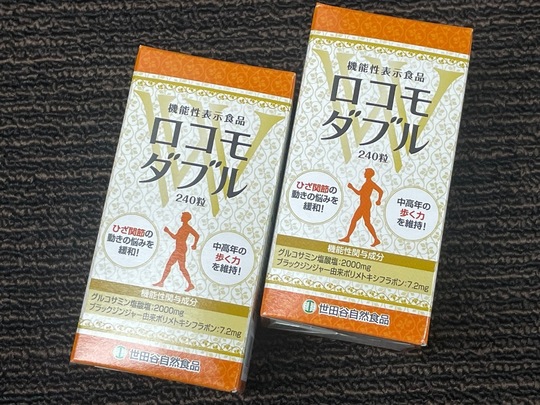 機能性表示食品
W
ロコモ
ダブル
240粒
ひざ関節の
動きの悩みを
緩和!
中高年の
歩く力
を維持!
機能性関与成分
グルコサミン塩酸塩:2000mg
ブラックジンジャー由来ポリメトキシフラボン:7.2mg
世田谷自然食品
機能性表示食品
W
ロコモ
ダブル
240粒
ひざ関節の
動きの悩みを
緩和!
中高年の
歩く力
を維持!
機能性関与成分
グルコサミン塩酸塩:2000mg
ブラックジンジャー由来ポリメトキシフラボン:7.2mg
世田谷自然食品